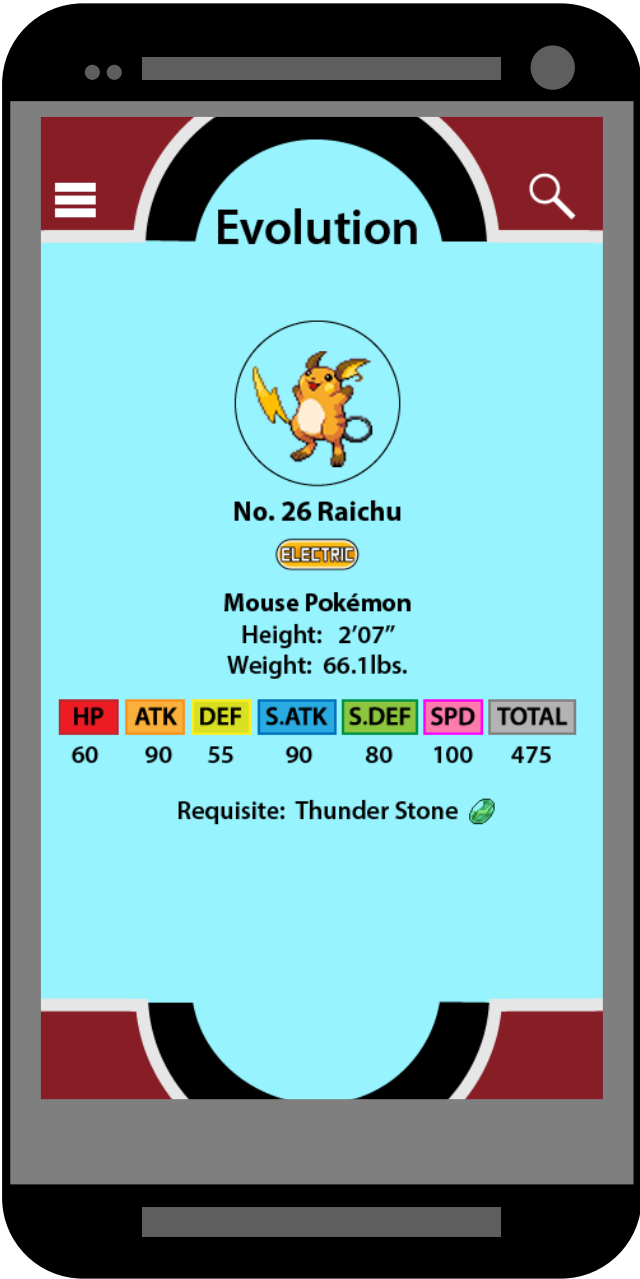 Evolution
No. 26 Raichu
ELECTRIC
Mouse Pokémon
Height: 2’07”
Weight: 66.1lbs.
HP ATK DEF S.ATK S.DEF SPD TOTAL
60 90 55 90 80 100 475
Requisite: Thunder Stone